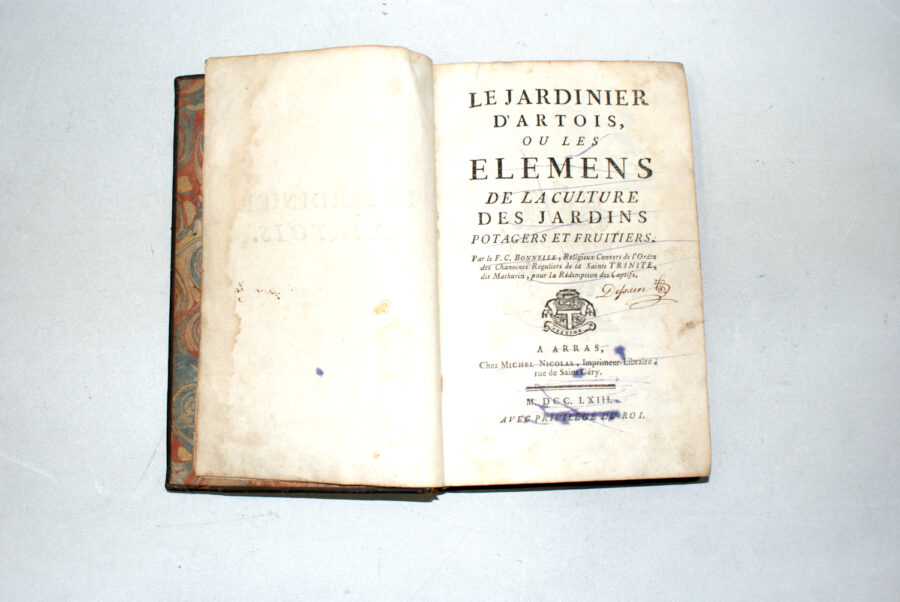 LE JARDINIER
D'ARTOIS,
OU LES
ELEMENS
DE LA CULTURE
DES JARDINS
POTAGERS ET FRUITIERS.
Par le F. C. BONNELLE, Religieux Convers de l'Ordre
des Chanoines Réguliers de la Sainte TRINITÉ,
dit Mathurin, pour la Rédemption des Captifs.
A ARRAS,
Chez MICHEL NICOLAS, Imprimeur-Libraire,
rue de Saint Géry.
M. DCC. LXIII.
AVEC PRIVILEGE DU ROI.